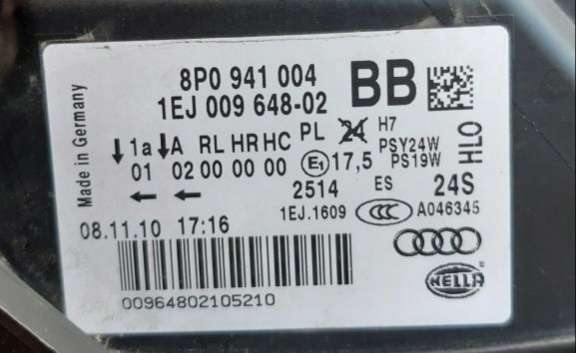 Made in Germany
8P0 941 004 BB
1EJ 009 648-02
↓1a ↓A RL HR HC PL 24 H7
PSY24W
01 02 00 00 00 E1 17,5 PS19W
HLO
← ← 2514 ES 24S
1EJ.1609 CCC A046345
08.11.10 17:16
HELLA
00964802105210